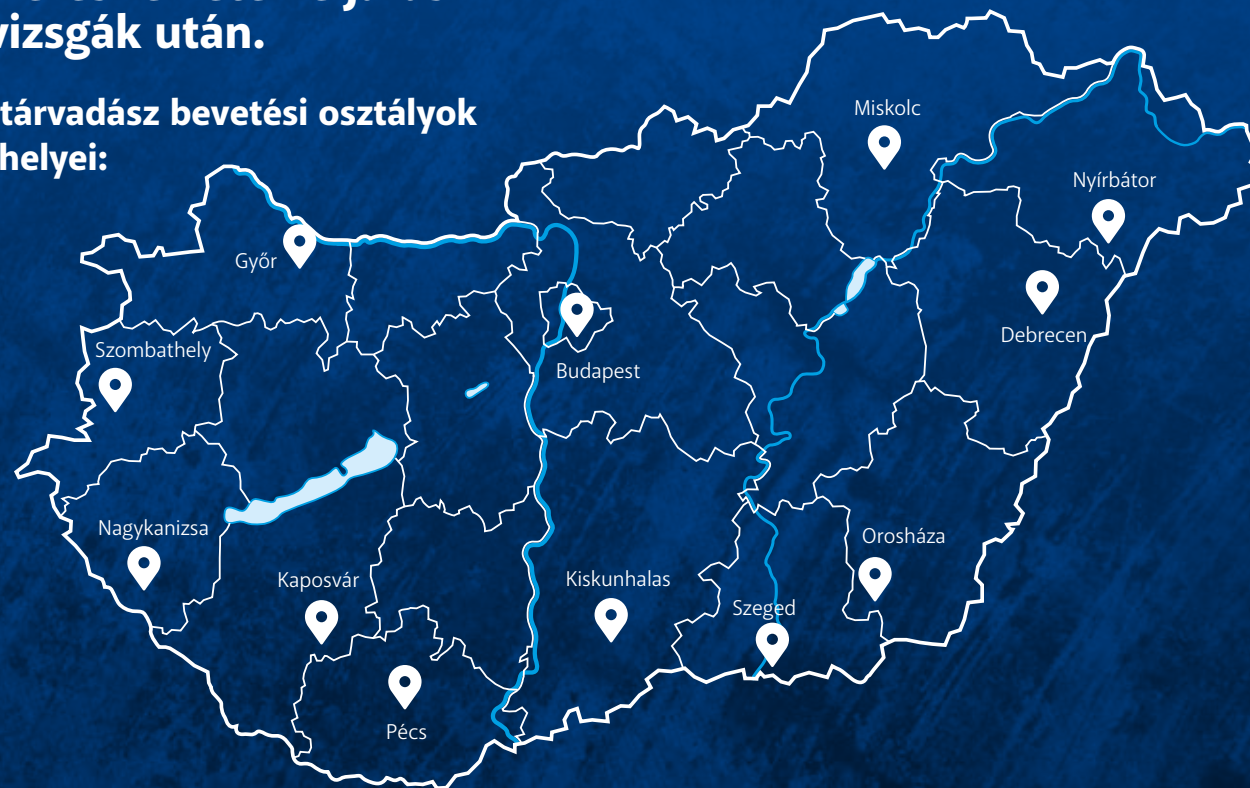 vizsgák után.
tárvadász bevetési osztályok
helyei:
Miskolc
Nyírbátor
Győr
Debrecen
Szombathely
Budapest
Nagykanizsa
Orosháza
Kaposvár
Kiskunhalas
Szeged
Pécs